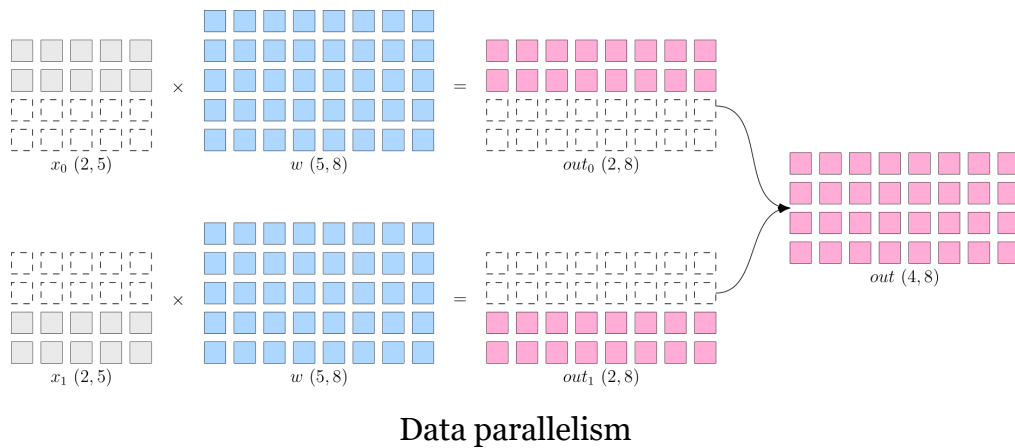 × =
x₀ (2, 5) w (5, 8) out₀ (2, 8)
out (4, 8)
× =
x₁ (2, 5) w (5, 8) out₁ (2, 8)
Data parallelism